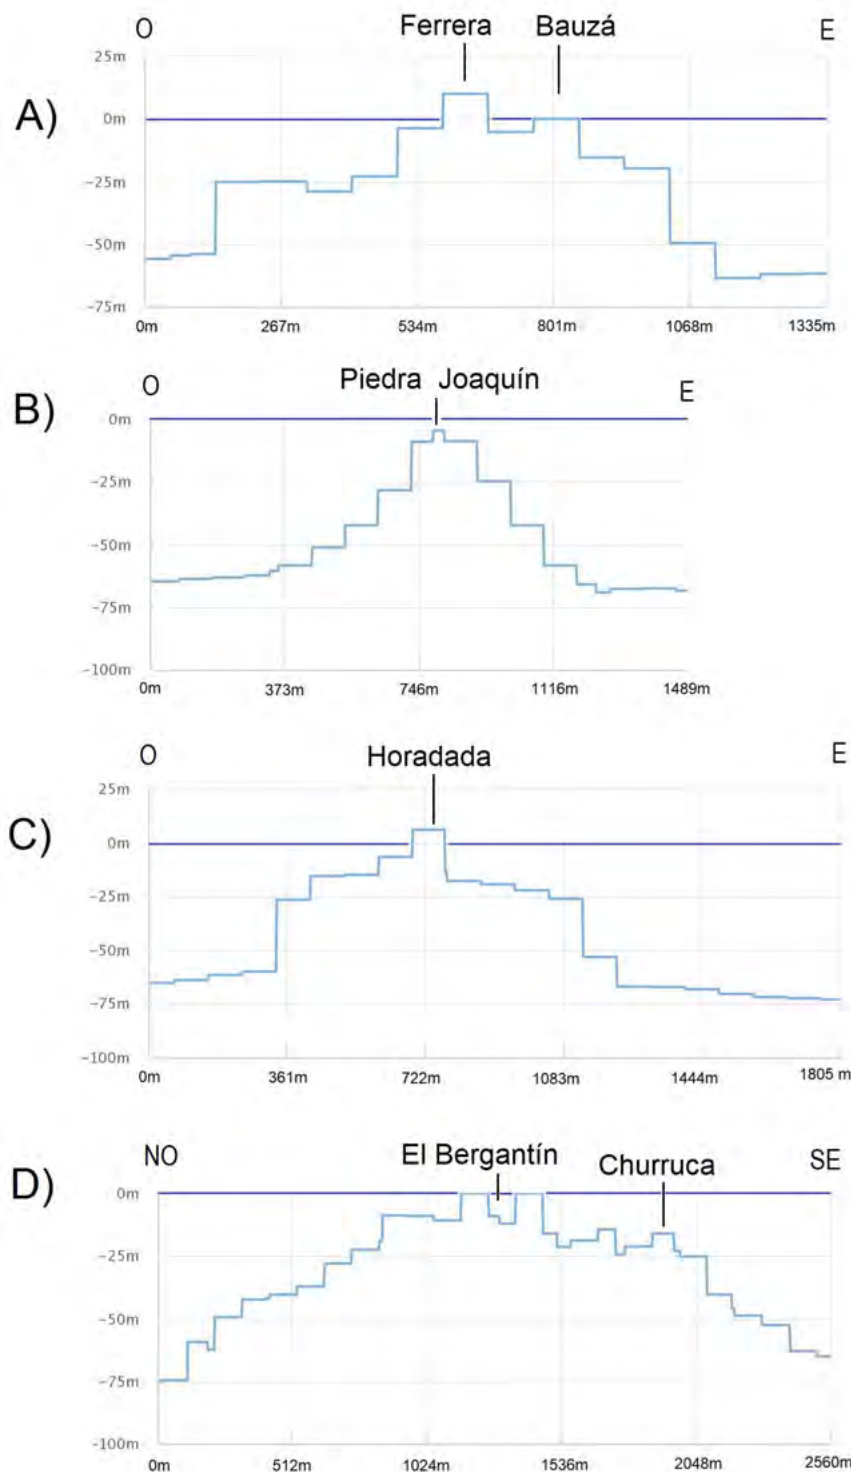 O Ferrera Bauzá E
A)
25m
0m
−25m
−50m
−75m
0m 267m 534m 801m 1068m 1335m
O Piedra Joaquín E
B)
0m
−25m
−50m
−75m
−100m
0m 373m 746m 1116m 1489m
O Horadada E
C)
25m
0m
−25m
−50m
−75m
−100m
0m 361m 722m 1083m 1444m 1805 m
NO El Bergantín Churruca SE
D)
0m
−25m
−50m
−75m
−100m
0m 512m 1024m 1536m 2048m 2560m